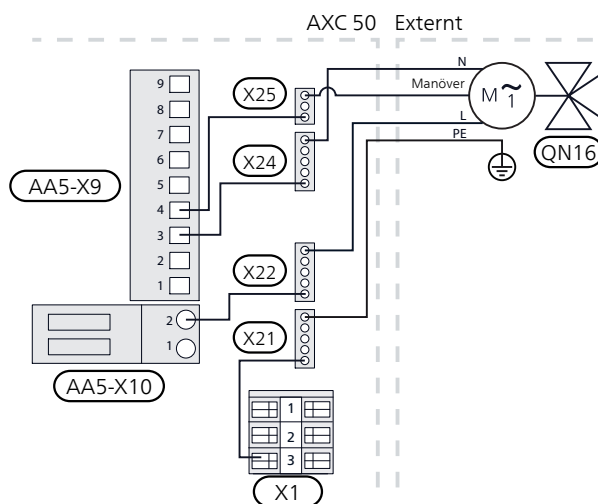 AXC 50 Externt
9
8
7
6
5
4
3
2
1
AA5-X9
2
1
AA5-X10
X25
X24
X22
X21
1
2
3
X1
N
Manöver
L
PE
M ~ 1
QN16